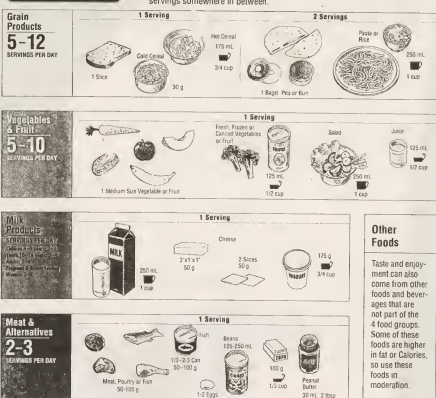 servings somewhere in between.
Grain
Products
5-12
SERVINGS PER DAY
1 Serving
1 Slice
Cold Cereal
30 g
Hot Cereal
175 mL
3/4 cup
2 Servings
1 Bagel, Pita or Bun
Pasta or
Rice
250 mL
1 cup
Vegetables
& Fruit
5-10
SERVINGS PER DAY
1 Serving
1 Medium Size Vegetable or Fruit
Fresh, Frozen or
Canned Vegetables
or Fruit
125 mL
1/2 cup
Salad
250 mL
1 cup
Juice
125 mL
1/2 cup
Milk
Products
SERVINGS PER DAY
1 Serving
MILK
250 mL
1 cup
Cheese
3"x1"x1"
50 g
2 Slices
50 g
YOGOURT
175 g
3/4 cup
Meat &
Alternatives
2-3
SERVINGS PER DAY
1 Serving
Meat, Poultry or Fish
50-100 g
Fish
1/3-2/3 Can
50-100 g
1-2 Eggs
Beans
125-250 mL
TOFU
100 g
1/3 cup
Peanut
Butter
30 mL 2 tbsp
Other
Foods
Taste and enjoy-
ment can also
come from other
foods and bever-
ages that are
not part of the
4 food groups.
Some of these
foods are higher
in fat or Calories,
so use these
foods in
moderation.